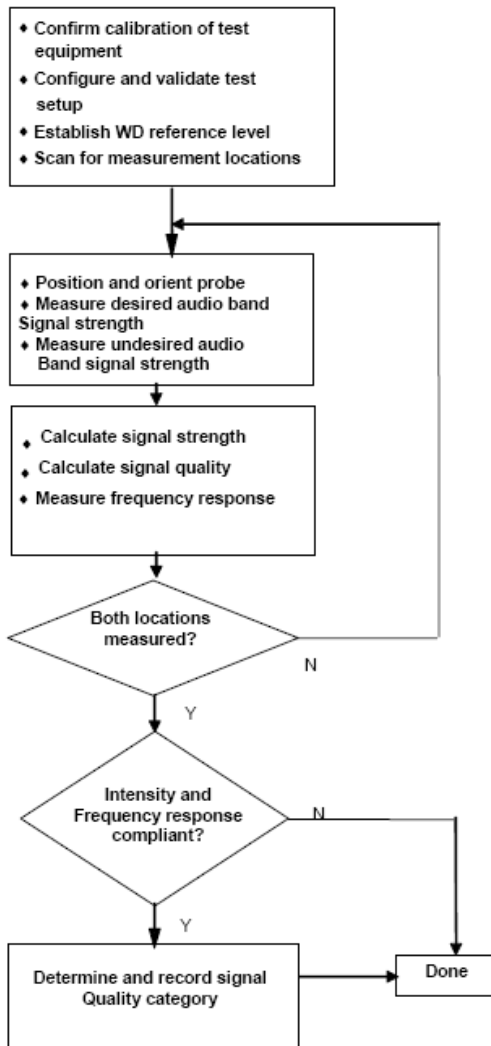 ♦ Confirm calibration of test
equipment
♦ Configure and validate test
setup
♦ Establish WD reference level
♦ Scan for measurement locations
♦ Position and orient probe
♦ Measure desired audio band
Signal strength
♦ Measure undesired audio
Band signal strength
♦ Calculate signal strength
♦ Calculate signal quality
♦ Measure frequency response
Both locations
measured?
N
Y
Intensity and
Frequency response
compliant?
N
Y
Determine and record signal
Quality category
Done